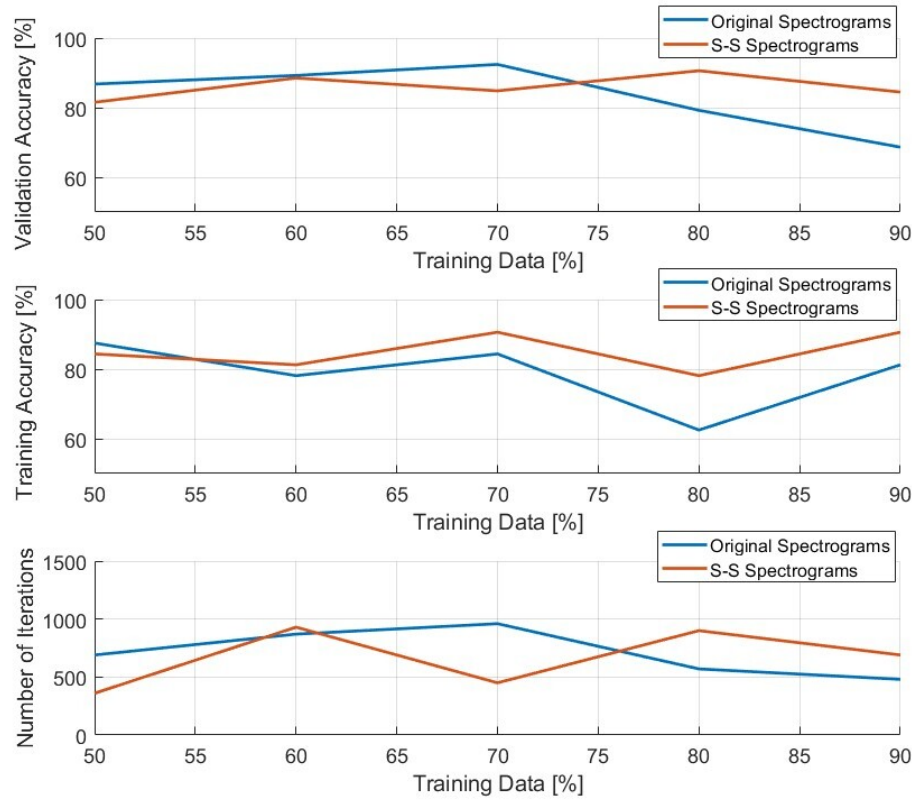 Original Spectrograms
S-S Spectrograms
Validation Accuracy [%]
100
80
60
50 55 60 65 70 75 80 85 90
Training Data [%]
Original Spectrograms
S-S Spectrograms
Training Accuracy [%]
100
80
60
50 55 60 65 70 75 80 85 90
Training Data [%]
Original Spectrograms
S-S Spectrograms
Number of Iterations
1500
1000
500
0
50 55 60 65 70 75 80 85 90
Training Data [%]